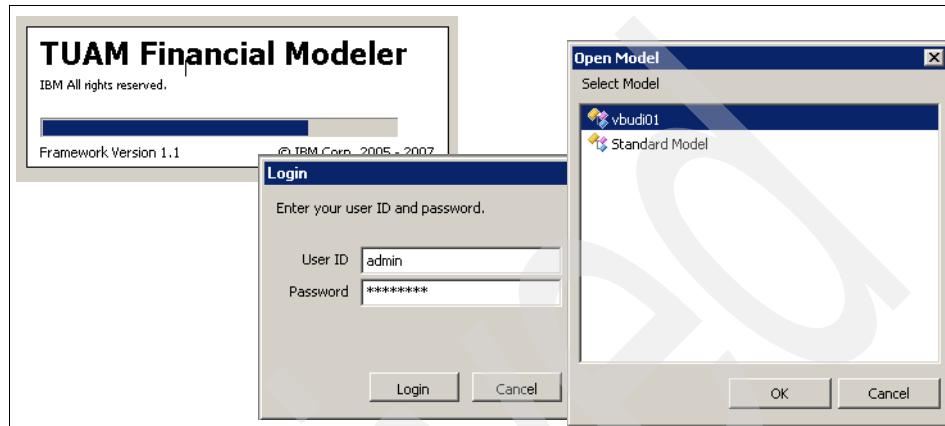 TUAM Financial Modeler
IBM All rights reserved.
Framework Version 1.1
© IBM Corp. 2005 - 2007
Login
Enter your user ID and password.
User ID admin
Password ********
Login Cancel
Open Model
Select Model
vbudi01
Standard Model
OK Cancel